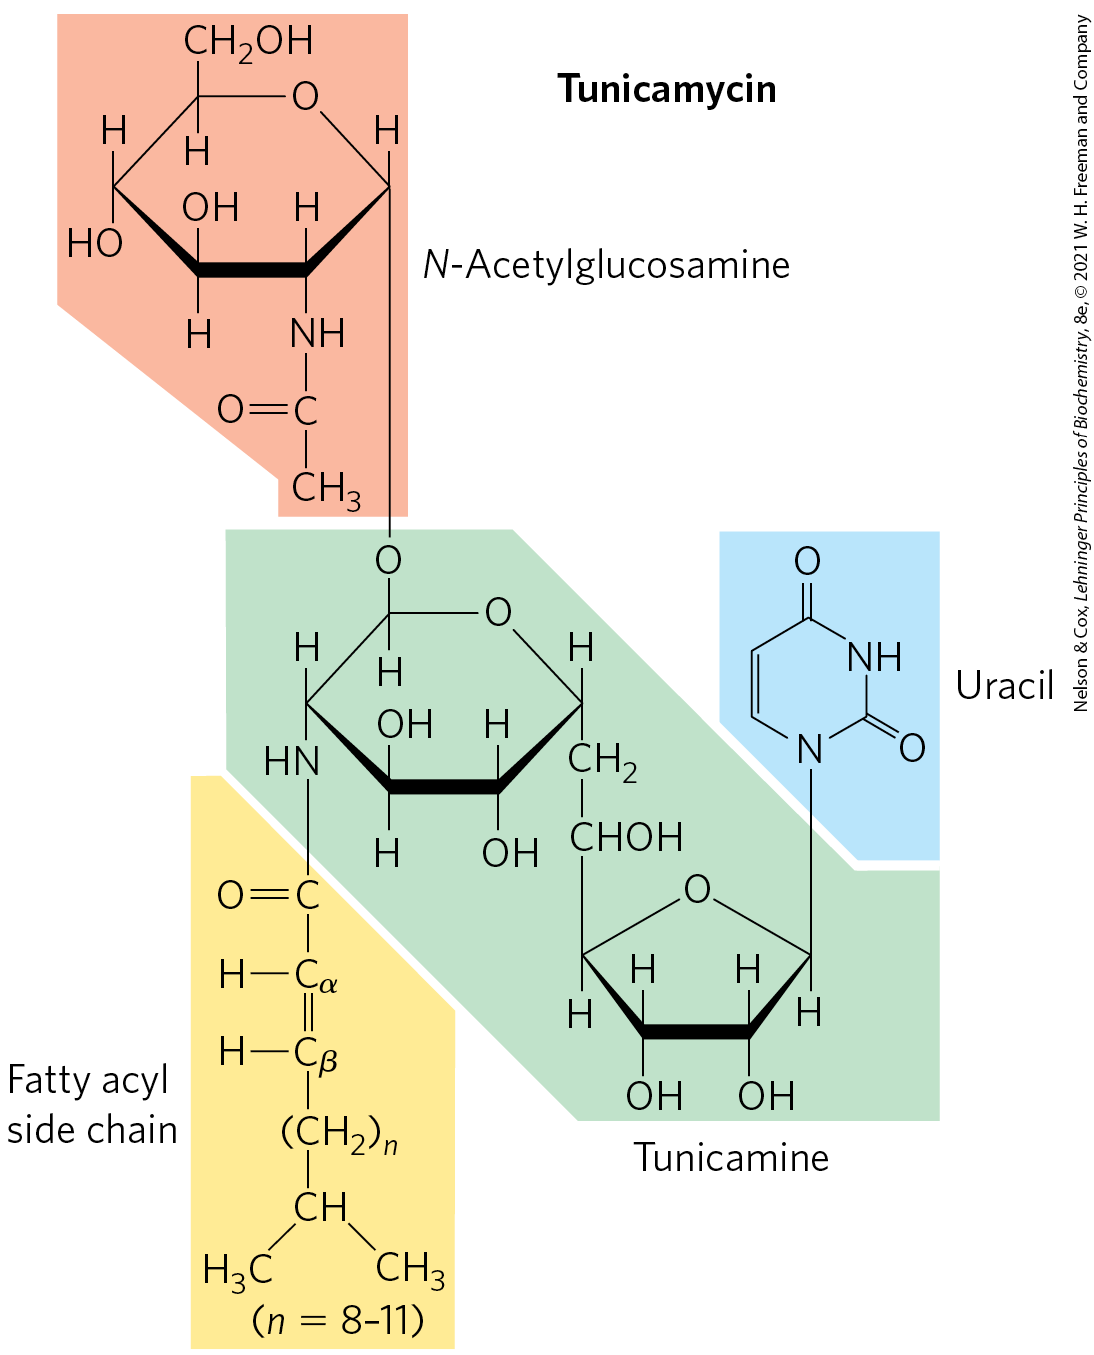 Tunicamycin
CH2OH
O
H
H
H
OH
H
HO
N-Acetylglucosamine
H
NH
O=C
CH3
O
O
H
H
H
OH
H
HN
CH2
H
OH
CHOH
O
H
H
H
H
OH
OH
Tunicamine
O
NH
N
O
Uracil
O=C
H—Cα
H—Cβ
(CH2)n
CH
H3C
CH3
(n = 8–11)
Fatty acyl
side chain
Nelson & Cox, Lehninger Principles of Biochemistry, 8e, © 2021 W. H. Freeman and Company